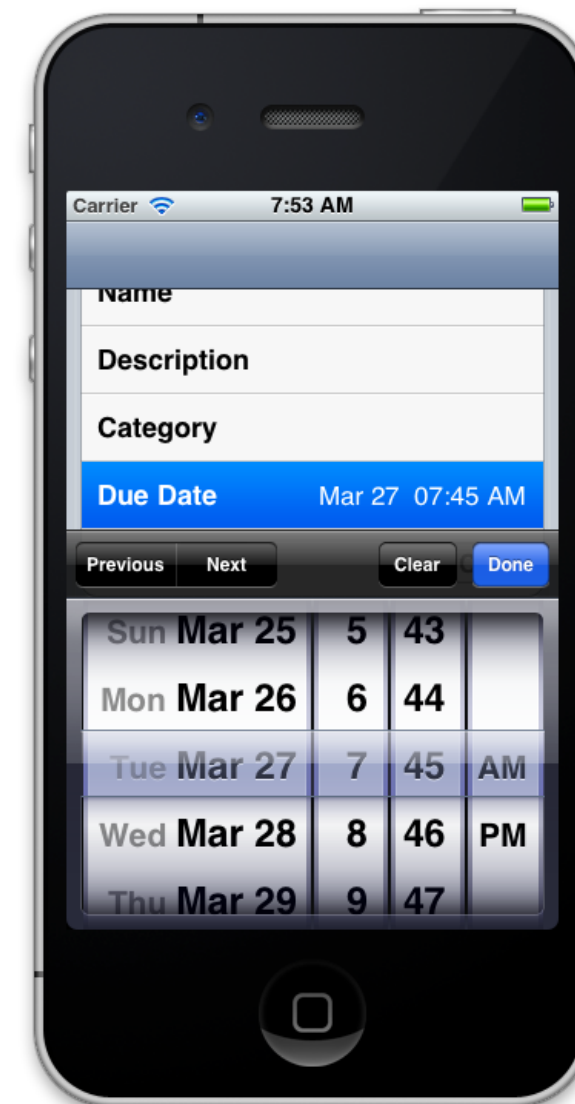 Carrier 7:53 AM
Name
Description
Category
Due Date Mar 27 07:45 AM
Previous Next Clear Done
Sun Mar 25 5 43
Mon Mar 26 6 44
Tue Mar 27 7 45 AM
Wed Mar 28 8 46 PM
Thu Mar 29 9 47